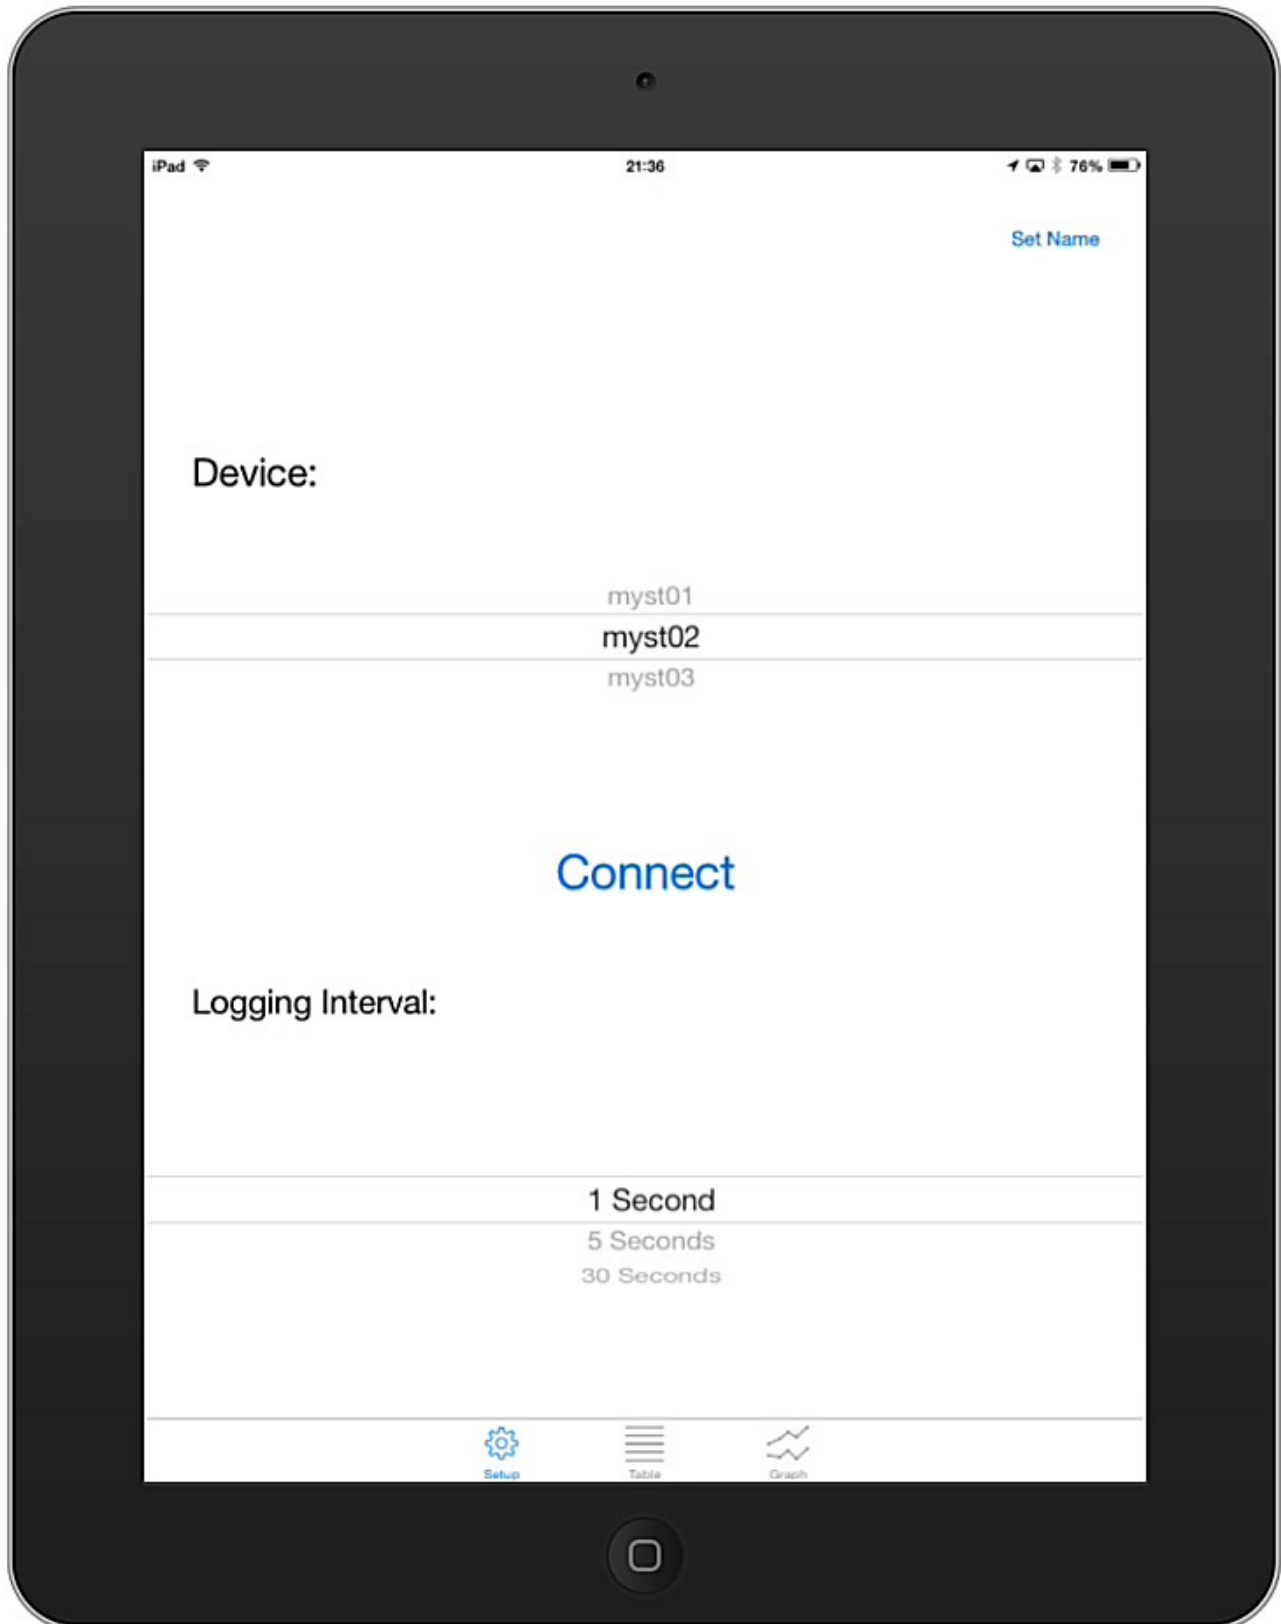 iPad 21:36 76%
Set Name
Device:
myst01
myst02
myst03
Connect
Logging Interval:
1 Second
5 Seconds
30 Seconds
Setup Table Graph